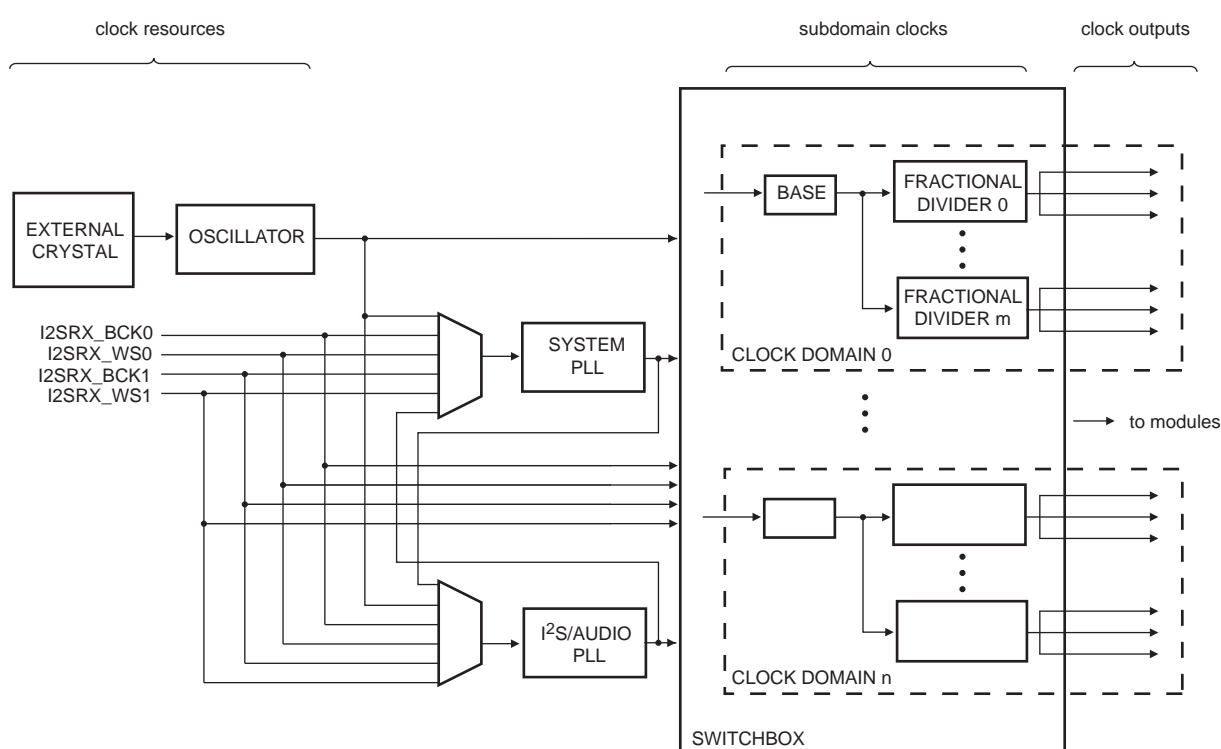 clock resources
subdomain clocks
clock outputs
EXTERNAL
CRYSTAL
OSCILLATOR
BASE
FRACTIONAL
DIVIDER 0
FRACTIONAL
DIVIDER m
CLOCK DOMAIN 0
I2SRX_BCK0
I2SRX_WS0
I2SRX_BCK1
I2SRX_WS1
SYSTEM
PLL
to modules
I²S/AUDIO
PLL
CLOCK DOMAIN n
SWITCHBOX